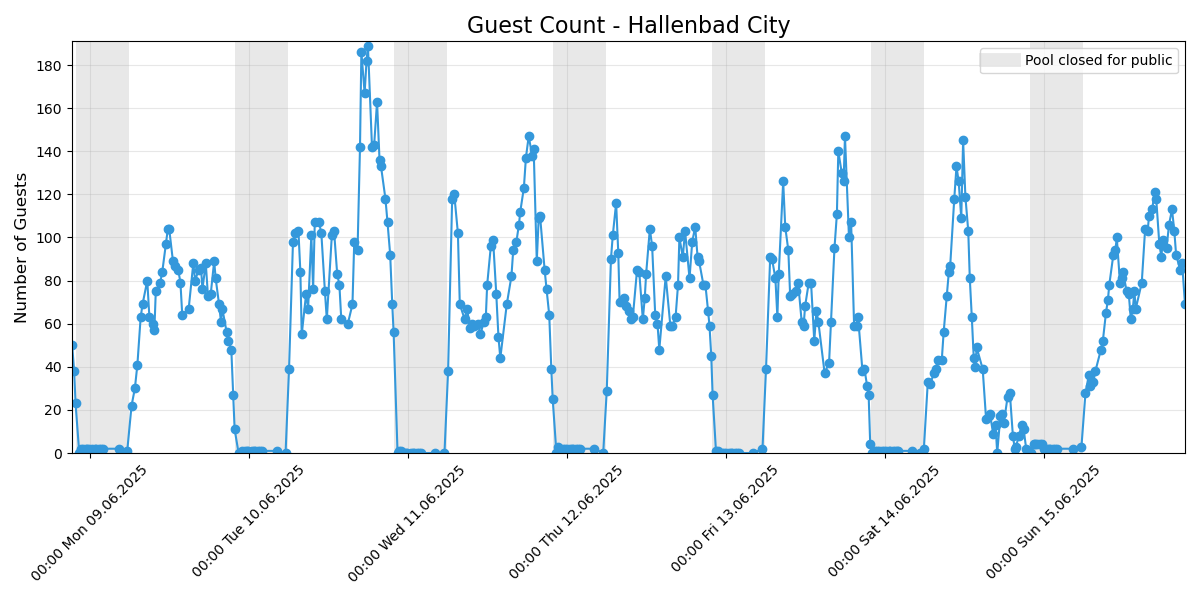 Guest Count - Hallenbad City
Pool closed for public
Number of Guests
180
160
140
120
100
80
60
40
20
0
00:00 Mon 09.06.2025
00:00 Tue 10.06.2025
00:00 Wed 11.06.2025
00:00 Thu 12.06.2025
00:00 Fri 13.06.2025
00:00 Sat 14.06.2025
00:00 Sun 15.06.2025